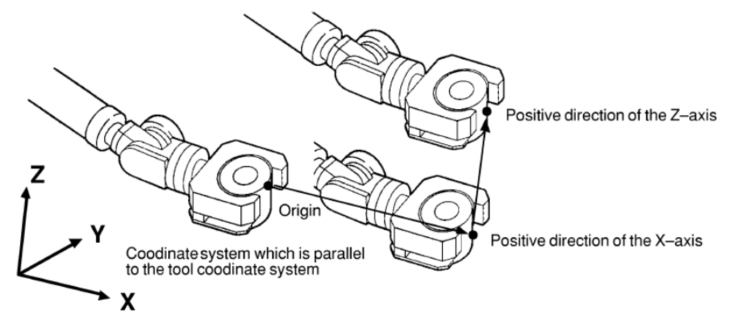 Positive direction of the Z–axis
Z
Origin
Y
Positive direction of the X–axis
Coodinate system which is parallel
to the tool coodinate system
X